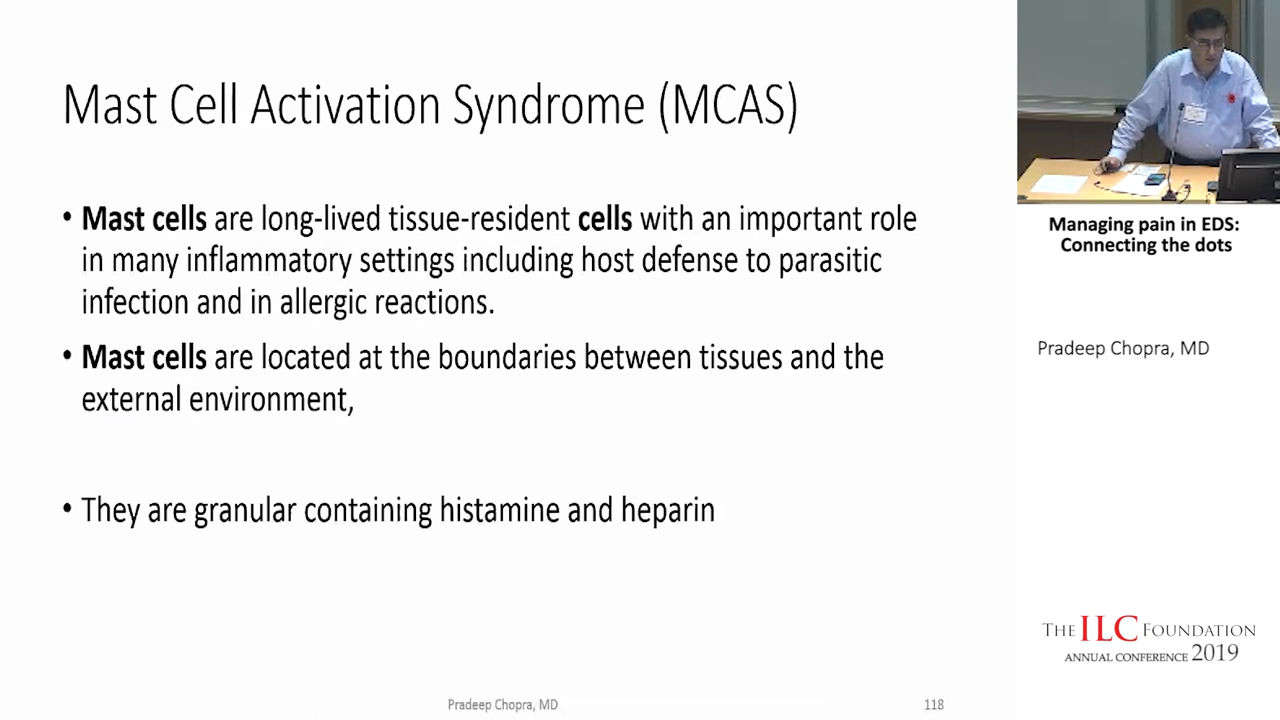 Mast Cell Activation Syndrome (MCAS)
• Mast cells are long-lived tissue-resident cells with an important role
in many inflammatory settings including host defense to parasitic
infection and in allergic reactions.
• Mast cells are located at the boundaries between tissues and the
external environment,
• They are granular containing histamine and heparin
Pradeep Chopra, MD
118
Managing pain in EDS:
Connecting the dots
Pradeep Chopra, MD
THE ILC FOUNDATION
ANNUAL CONFERENCE 2019